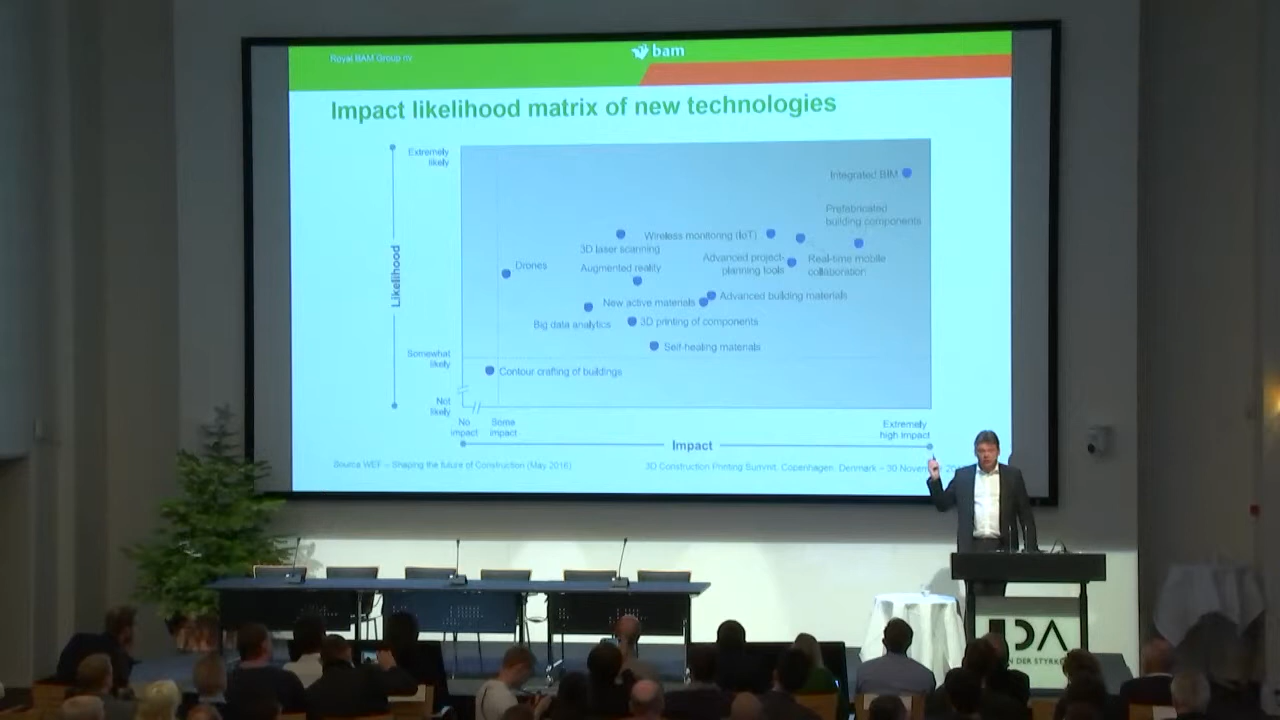 Royal BAM Group nv
bam
Impact likelihood matrix of new technologies
Extremely
likely
Integrated BIM
Prefabricated
building components
Wireless monitoring (IoT)
3D laser scanning
Advanced project-
planning tools
Real-time mobile
collaboration
Drones
Augmented reality
Likelihood
New active materials
Advanced building materials
Big data analytics
3D printing of components
Self-healing materials
Somewhat
likely
Contour crafting of buildings
Not
likely
No
impact
Some
impact
Extremely
high impact
Impact
Source WEF – Shaping the future of Construction (May 2016)
3D Construction Printing Summit, Copenhagen, Denmark – 30
IDA
DER STYRK